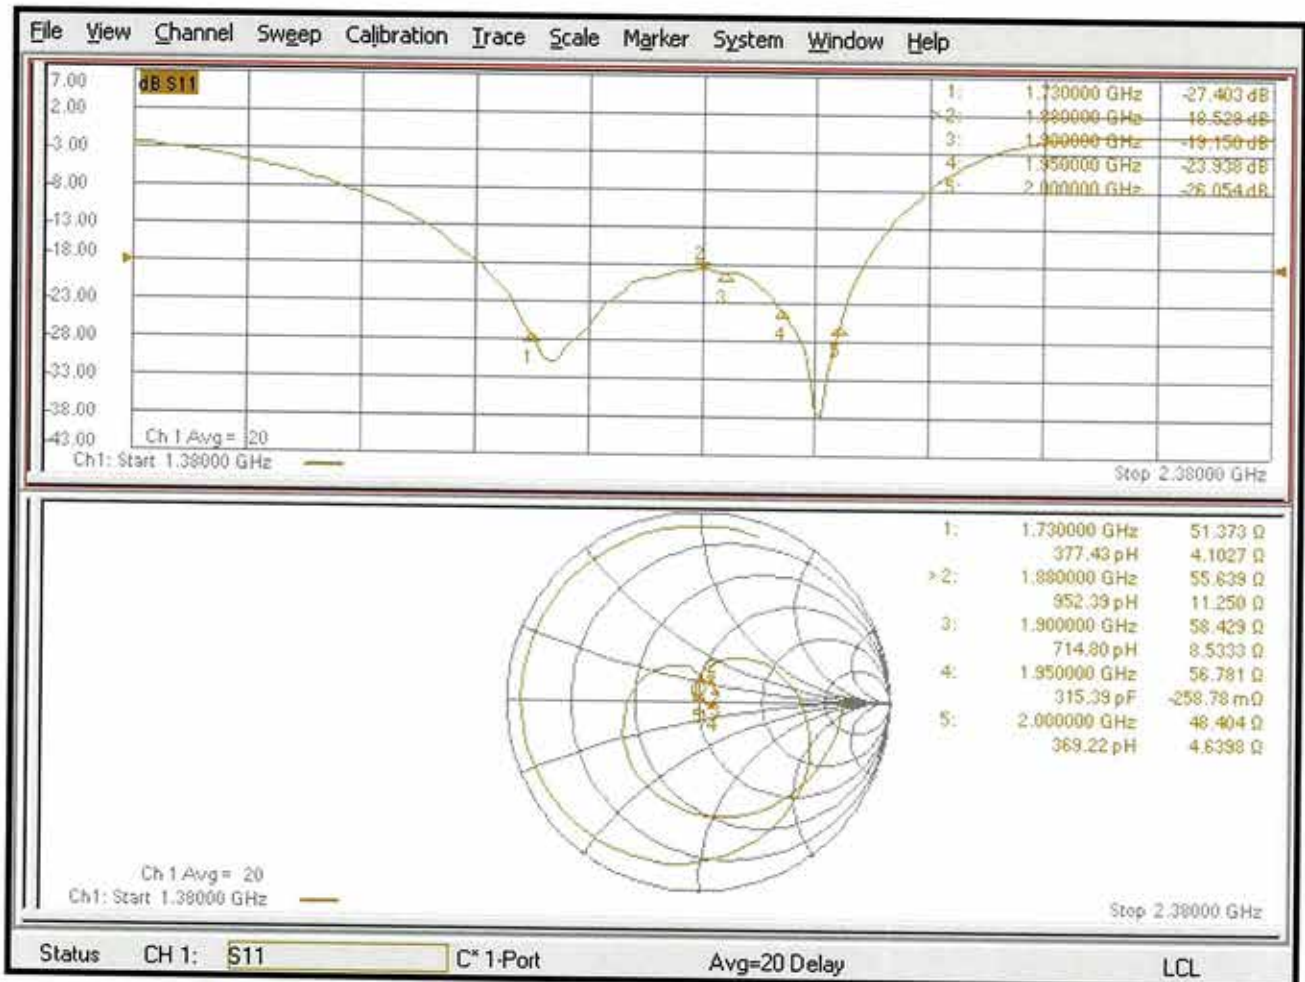 File View Channel Sweep Calibration Trace Scale Marker System Window Help
7.00
2.00
-3.00
-8.00
-13.00
-18.00
-23.00
-28.00
-33.00
-38.00
-43.00
dB S11
1: 1.730000 GHz -27.403 dB
>2: 1.880000 GHz -18.528 dB
3: 1.900000 GHz -19.150 dB
4: 1.950000 GHz -23.938 dB
5: 2.000000 GHz -26.054 dB
2
3
1
4
5
Ch 1 Avg = 20
Ch1: Start 1.38000 GHz
Stop 2.38000 GHz
1: 1.730000 GHz 51.373 Ω
377.43 pH 4.1027 Ω
>2: 1.880000 GHz 55.639 Ω
952.39 pH 11.250 Ω
3: 1.900000 GHz 58.429 Ω
714.80 pH 8.5333 Ω
4: 1.950000 GHz 56.781 Ω
315.39 pF -258.78 mΩ
5: 2.000000 GHz 48.404 Ω
369.22 pH 4.6398 Ω
Ch 1 Avg = 20
Ch1: Start 1.38000 GHz
Stop 2.38000 GHz
Status CH 1: S11 C* 1-Port Avg=20 Delay LCL